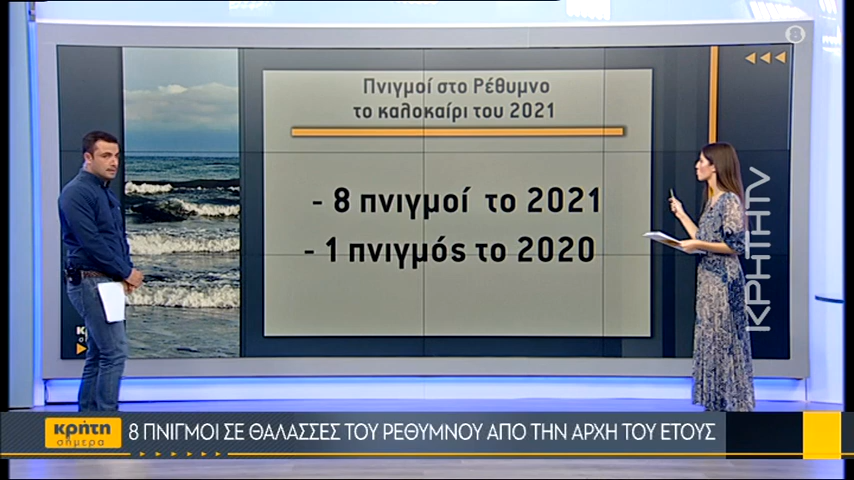 8
Πνιγμοί στο Ρέθυμνο
το καλοκαίρι του 2021
- 8 πνιγμοί το 2021
- 1 πνιγμός το 2020
ΚΡΗΤΗTV
κρήτη
σήμερα
8 ΠΝΙΓΜΟΙ ΣΕ ΘΑΛΑΣΣΕΣ ΤΟΥ ΡΕΘΥΜΝΟΥ ΑΠΟ ΤΗΝ ΑΡΧΗ ΤΟΥ ΕΤΟΥΣ